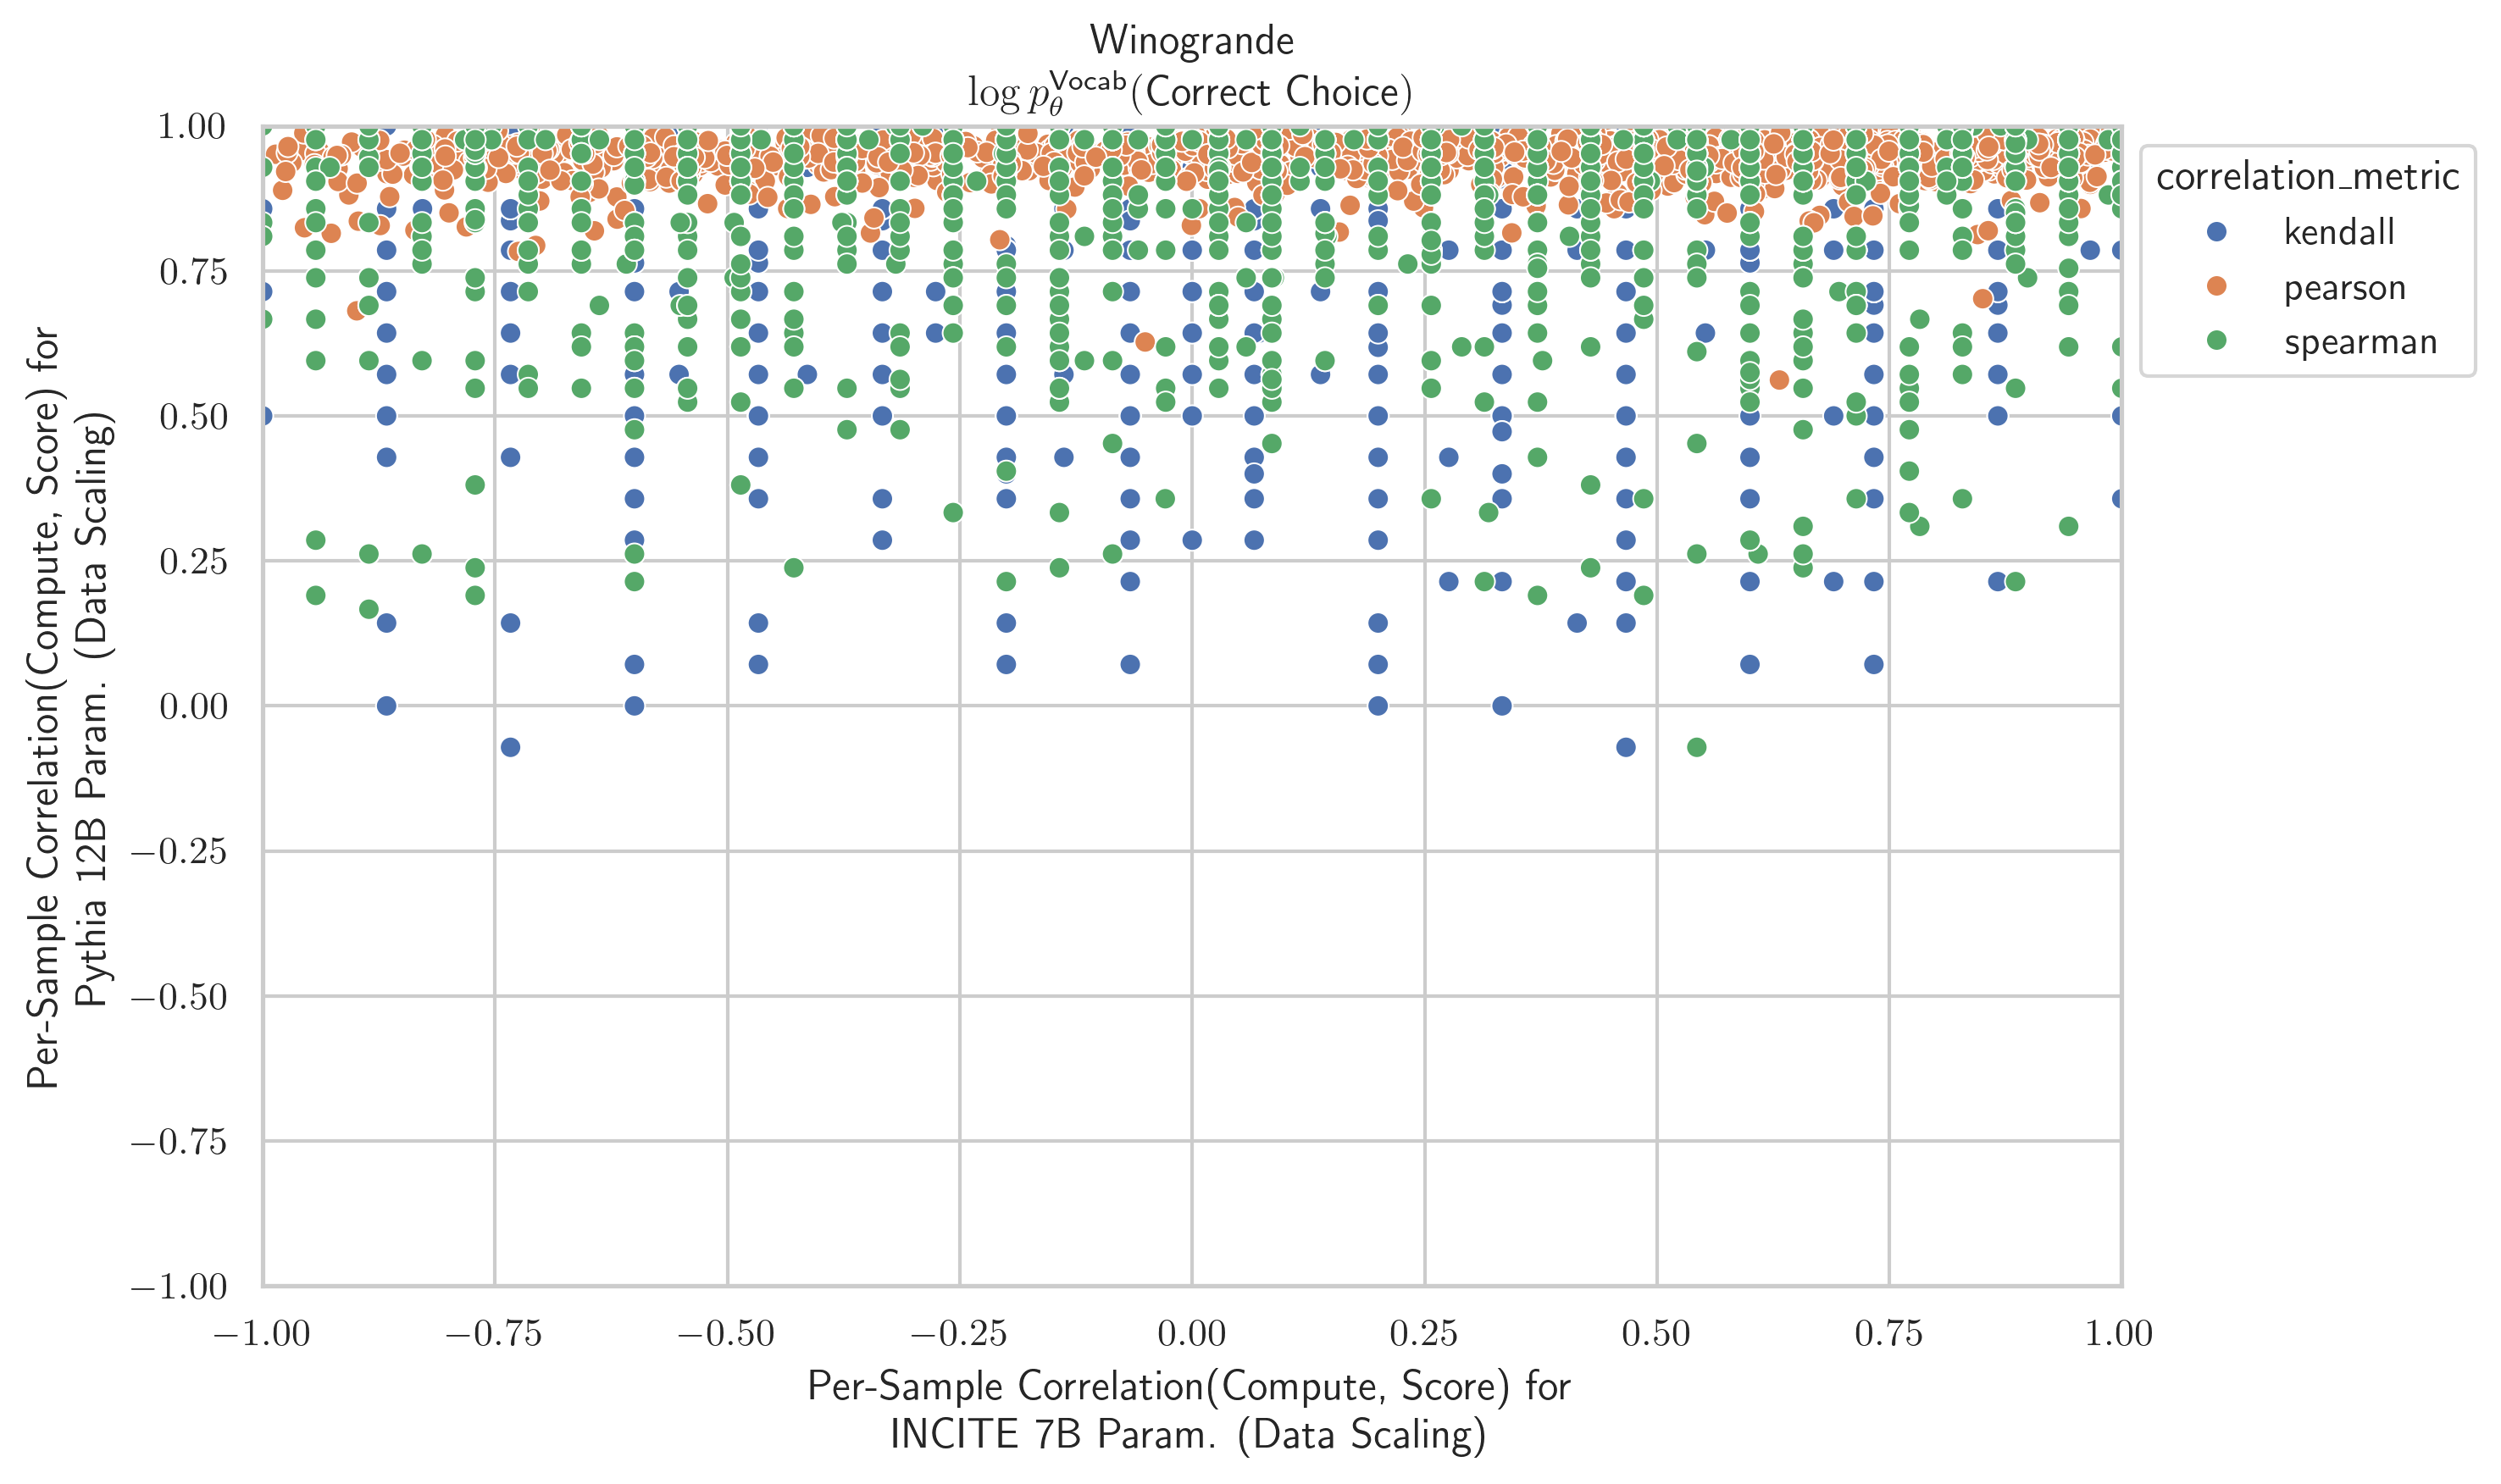 Winogrande
log p_θ^Vocab(Correct Choice)
Per-Sample Correlation(Compute, Score) for
Pythia 12B Param. (Data Scaling)
1.00
0.75
0.50
0.25
0.00
−0.25
−0.50
−0.75
−1.00
−1.00 −0.75 −0.50 −0.25 0.00 0.25 0.50 0.75 1.00
Per-Sample Correlation(Compute, Score) for
INCITE 7B Param. (Data Scaling)
correlation_metric
kendall
pearson
spearman